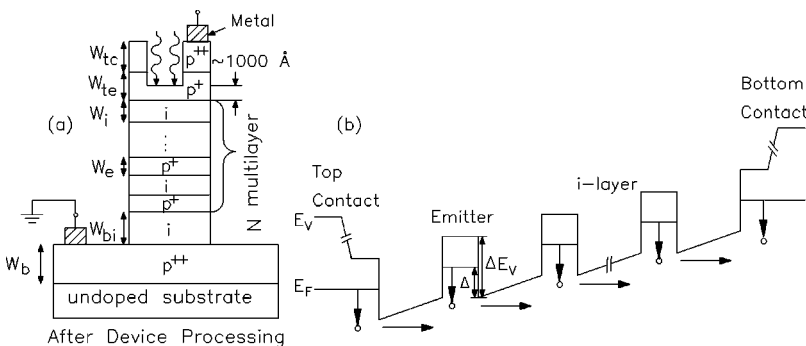 Metal
W_tc
p⁺⁺
~1000 Å
W_te
p⁺
(a)
W_i
i
⋮
W_e
p⁺
i
p⁺
N multilayer
W_bi
i
W_b
p⁺⁺
undoped substrate
After Device Processing
(b)
Top
Contact
E_V
E_F
Emitter
Δ
ΔE_V
i-layer
Bottom
Contact